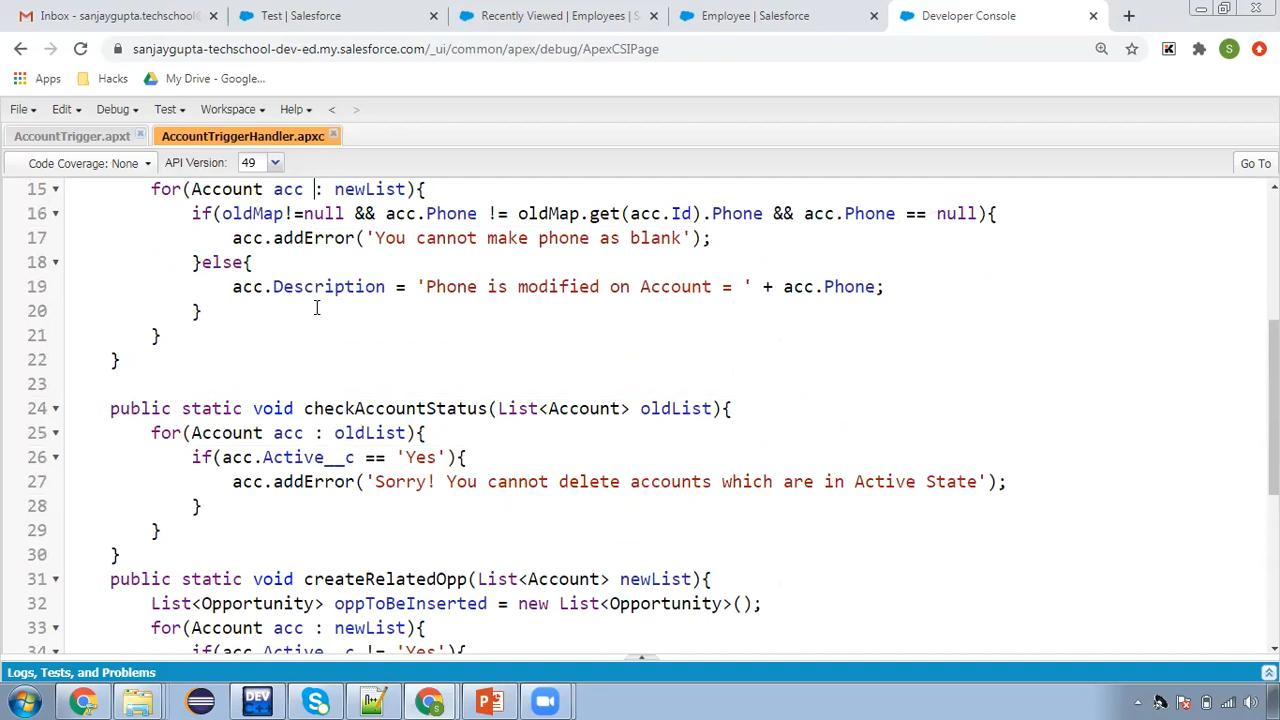 Inbox - sanjaygupta.techschool@
Test | Salesforce
Recently Viewed | Employees | S
Employee | Salesforce
Developer Console
sanjaygupta-techschool-dev-ed.my.salesforce.com/_ui/common/apex/debug/ApexCSIPage
Apps
Hacks
My Drive - Google...
File
Edit
Debug
Test
Workspace
Help
<
>
AccountTrigger.apxt
AccountTriggerHandler.apxc
Code Coverage: None
API Version:
49
Go To
15 for(Account acc : newList){
16 if(oldMap!=null && acc.Phone != oldMap.get(acc.Id).Phone && acc.Phone == null){
17 acc.addError('You cannot make phone as blank');
18 }else{
19 acc.Description = 'Phone is modified on Account = ' + acc.Phone;
20 }
21 }
22 }
23
24 public static void checkAccountStatus(List<Account> oldList){
25 for(Account acc : oldList){
26 if(acc.Active__c == 'Yes'){
27 acc.addError('Sorry! You cannot delete accounts which are in Active State');
28 }
29 }
30 }
31 public static void createRelatedOpp(List<Account> newList){
32 List<Opportunity> oppToBeInserted = new List<Opportunity>();
33 for(Account acc : newList){
34 if(acc.Active__c != 'Yes'){
Logs, Tests, and Problems
DEV
C++